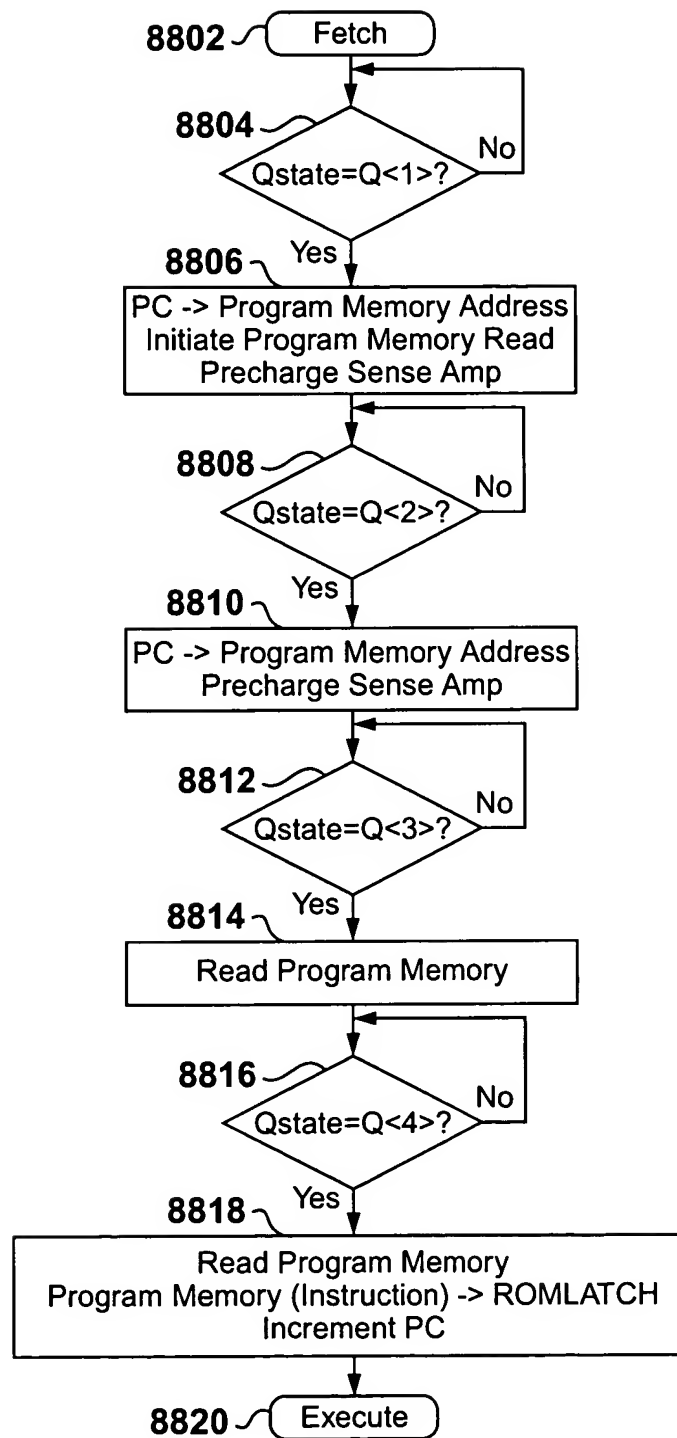 8802 Fetch
8804
Qstate=Q<1>?
No
Yes
8806
PC -> Program Memory Address
Initiate Program Memory Read
Precharge Sense Amp
8808
No
Qstate=Q<2>?
Yes
8810
PC -> Program Memory Address
Precharge Sense Amp
8812
No
Qstate=Q<3>?
Yes
8814
Read Program Memory
8816
No
Qstate=Q<4>?
Yes
8818
Read Program Memory
Program Memory (Instruction) -> ROMLATCH
Increment PC
8820 Execute